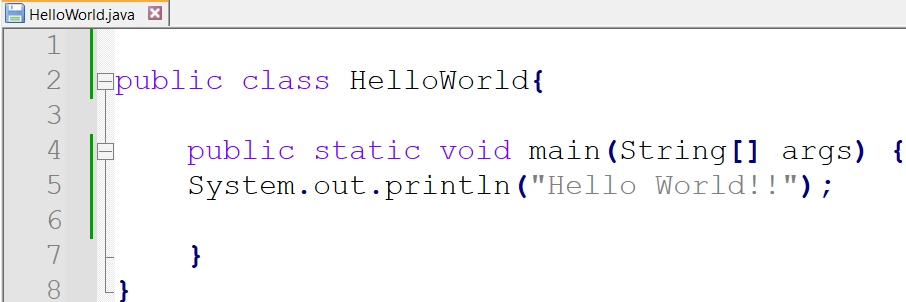 HelloWorld.java
1
2 public class HelloWorld{
3
4 public static void main(String[] args) {
5 System.out.println("Hello World!!");
6
7 }
8 }